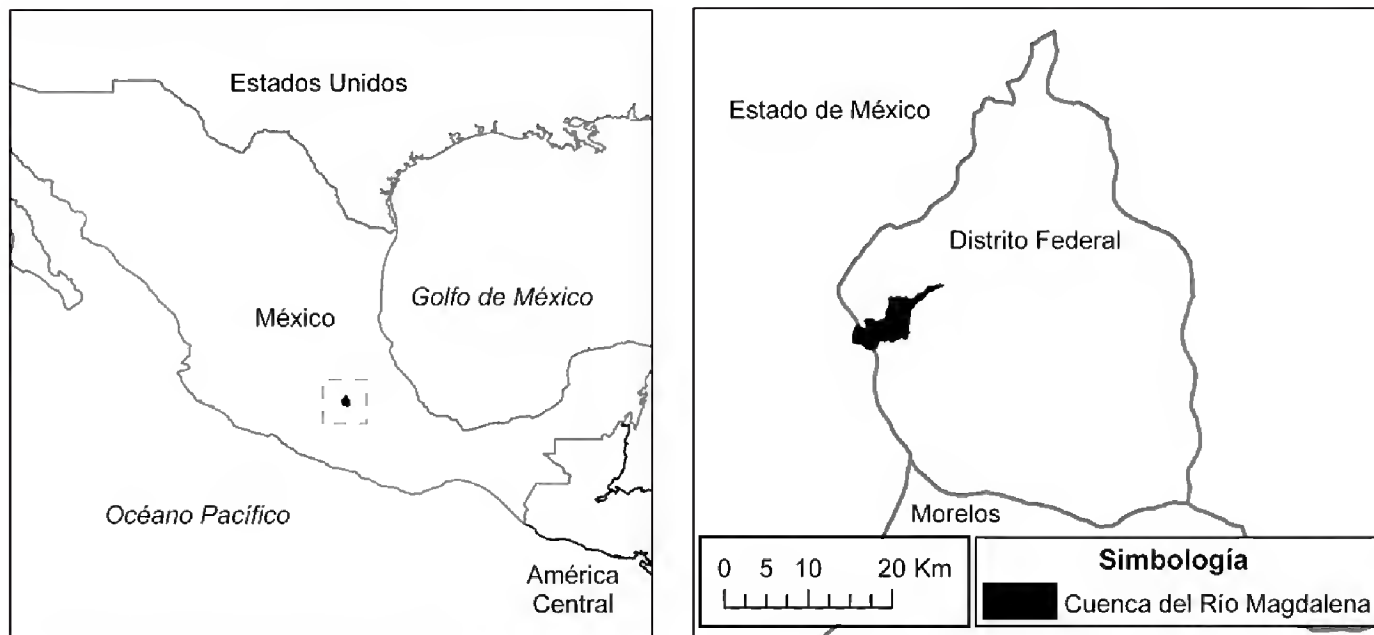 Estados Unidos
Golfo de México
México
Océano Pacífico
América
Central
Estado de México
Distrito Federal
Morelos
0 5 10 20 Km
Simbología
Cuenca del Río Magdalena